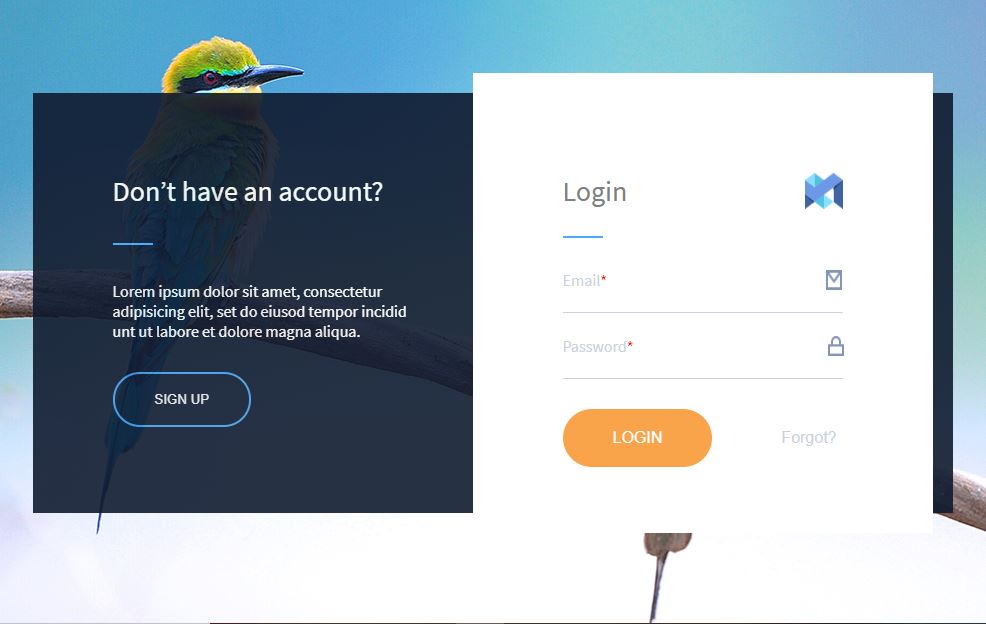 Don’t have an account?
Lorem ipsum dolor sit amet, consectetur
adipisicing elit, set do eiusod tempor incidid
unt ut labore et dolore magna aliqua.
SIGN UP
Login
Email*
Password*
LOGIN
Forgot?